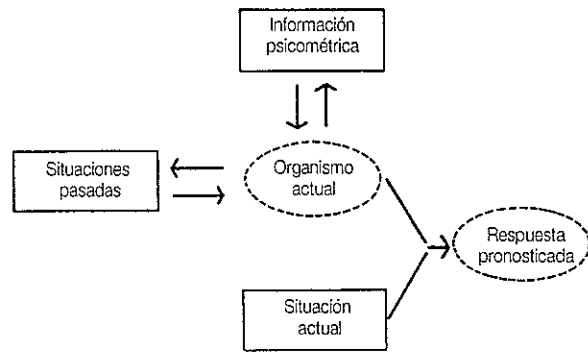 Información
psicométrica
Situaciones
pasadas
Organismo
actual
Respuesta
pronosticada
Situación
actual